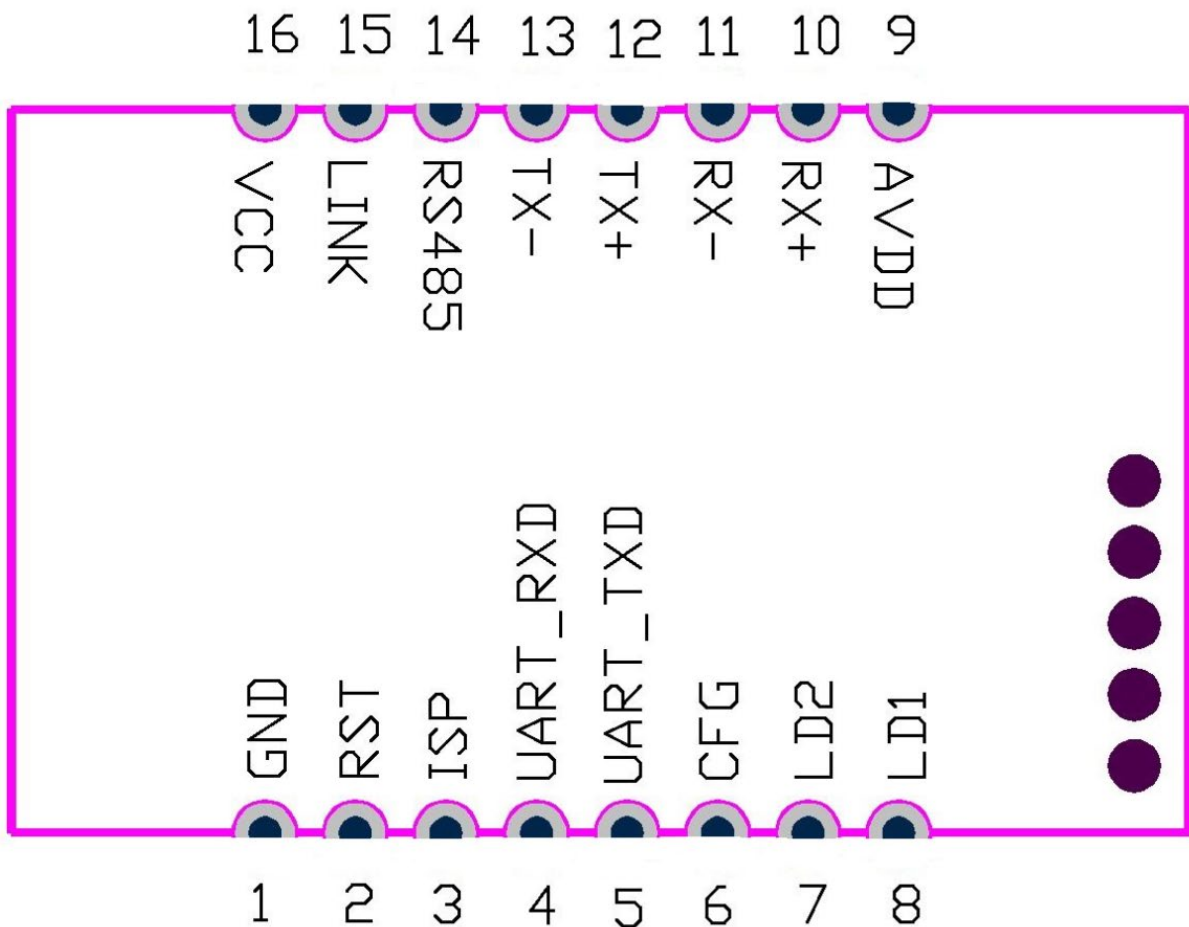 16 15 14 13 12 11 10 9
VCC LINK RS485 TX- TX+ RX- RX+ AVDD
GND RST ISP UART_RXD UART_TXD CFG LD2 LD1
1 2 3 4 5 6 7 8